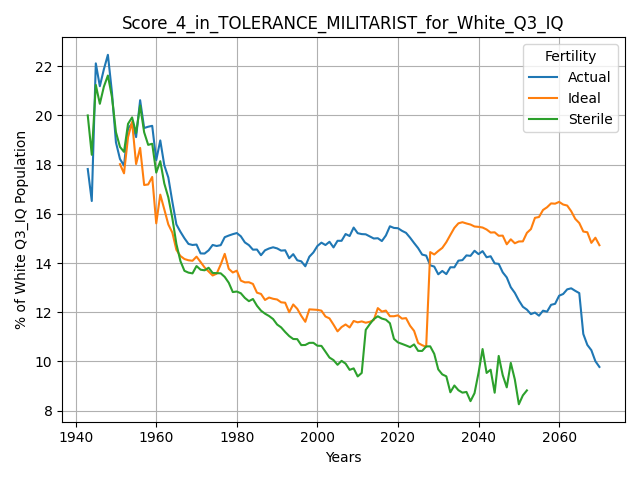 Score_4_in_TOLERANCE_MILITARIST_for_White_Q3_IQ
Fertility
Actual
Ideal
Sterile
% of White Q3_IQ Population
22
20
18
16
14
12
10
8
1940 1960 1980 2000 2020 2040 2060
Years